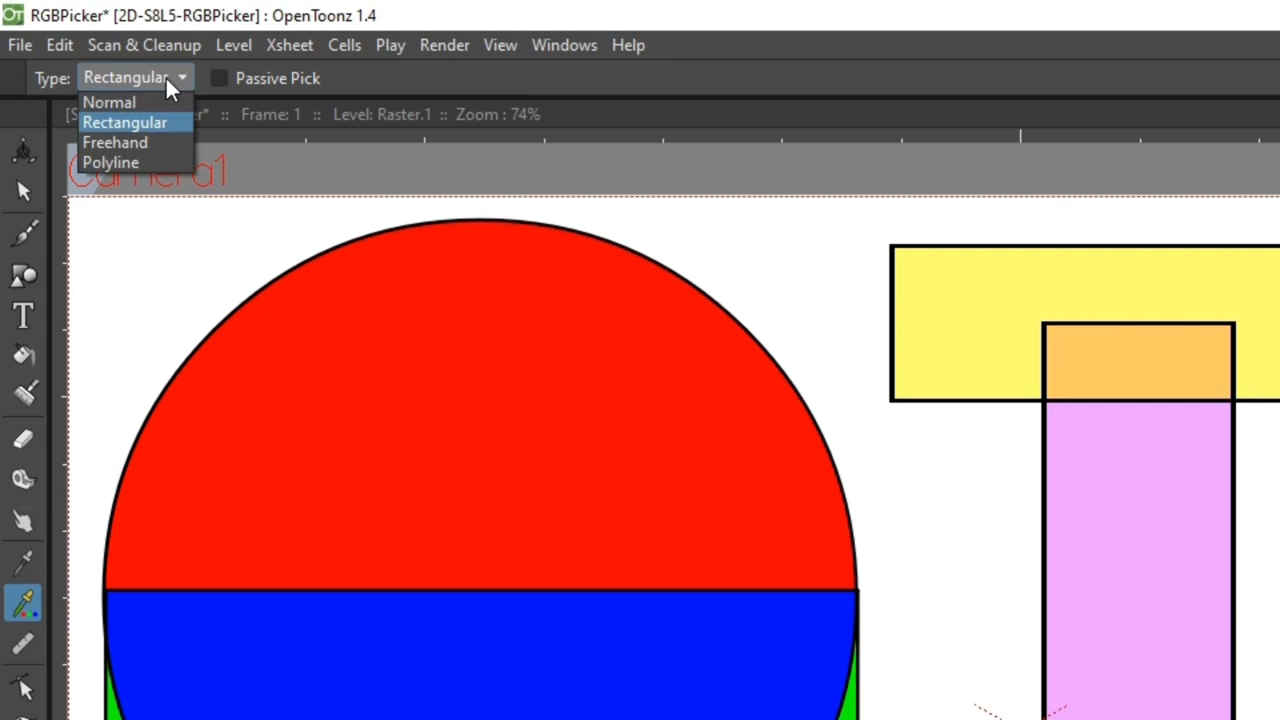 RGBPicker* [2D-S8L5-RGBPicker] : OpenToonz 1.4
File Edit Scan & Cleanup Level Xsheet Cells Play Render View Windows Help
Type: Rectangular Passive Pick
Normal
Rectangular
Freehand
Polyline
[S r* :: Frame: 1 :: Level: Raster.1 :: Zoom : 74%
Camera1
T